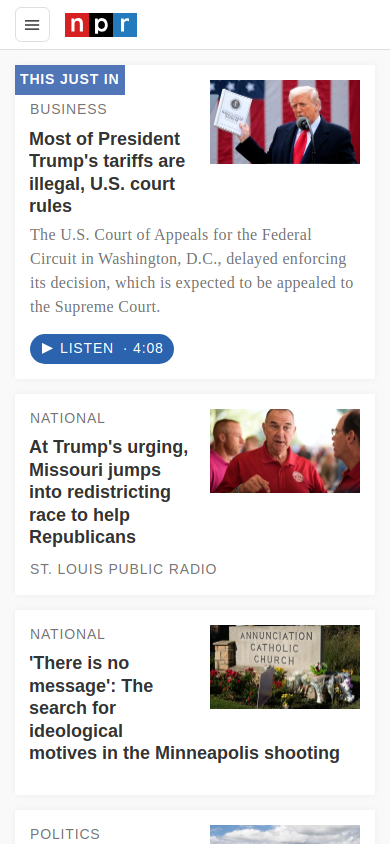 npr
THIS JUST IN
BUSINESS
Most of President
Trump's tariffs are
illegal, U.S. court
rules
The U.S. Court of Appeals for the Federal
Circuit in Washington, D.C., delayed enforcing
its decision, which is expected to be appealed to
the Supreme Court.
LISTEN · 4:08
NATIONAL
At Trump's urging,
Missouri jumps
into redistricting
race to help
Republicans
ST. LOUIS PUBLIC RADIO
NATIONAL
'There is no
message': The
search for
ideological
motives in the Minneapolis shooting
ANNUNCIATION
CATHOLIC
CHURCH
POLITICS